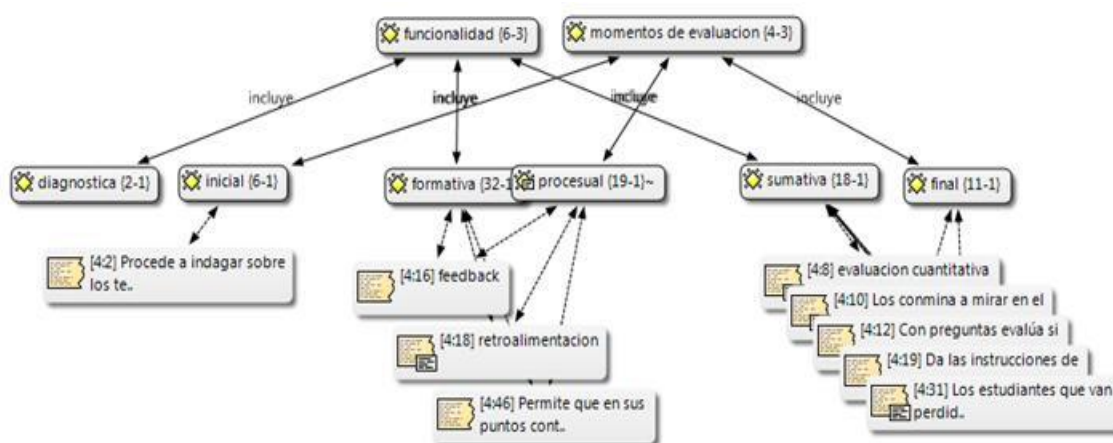 funcionalidad {6-3}
momentos de evaluacion {4-3}
incluye
incluye
incluye
incluye
diagnostica {2-1}
inicial {6-1}
formativa {32-1
procesual {19-1}~
sumativa {18-1}
final {11-1}
[4:2] Procede a indagar sobre
los te..
[4:16] feedback
[4:18] retroalimentacion
[4:46] Permite que en sus
puntos cont..
[4:8] evaluacion cuantitativa
[4:10] Los conmina a mirar en el
[4:12] Con preguntas evalúa si
[4:19] Da las instrucciones de
[4:31] Los estudiantes que van
perdid..